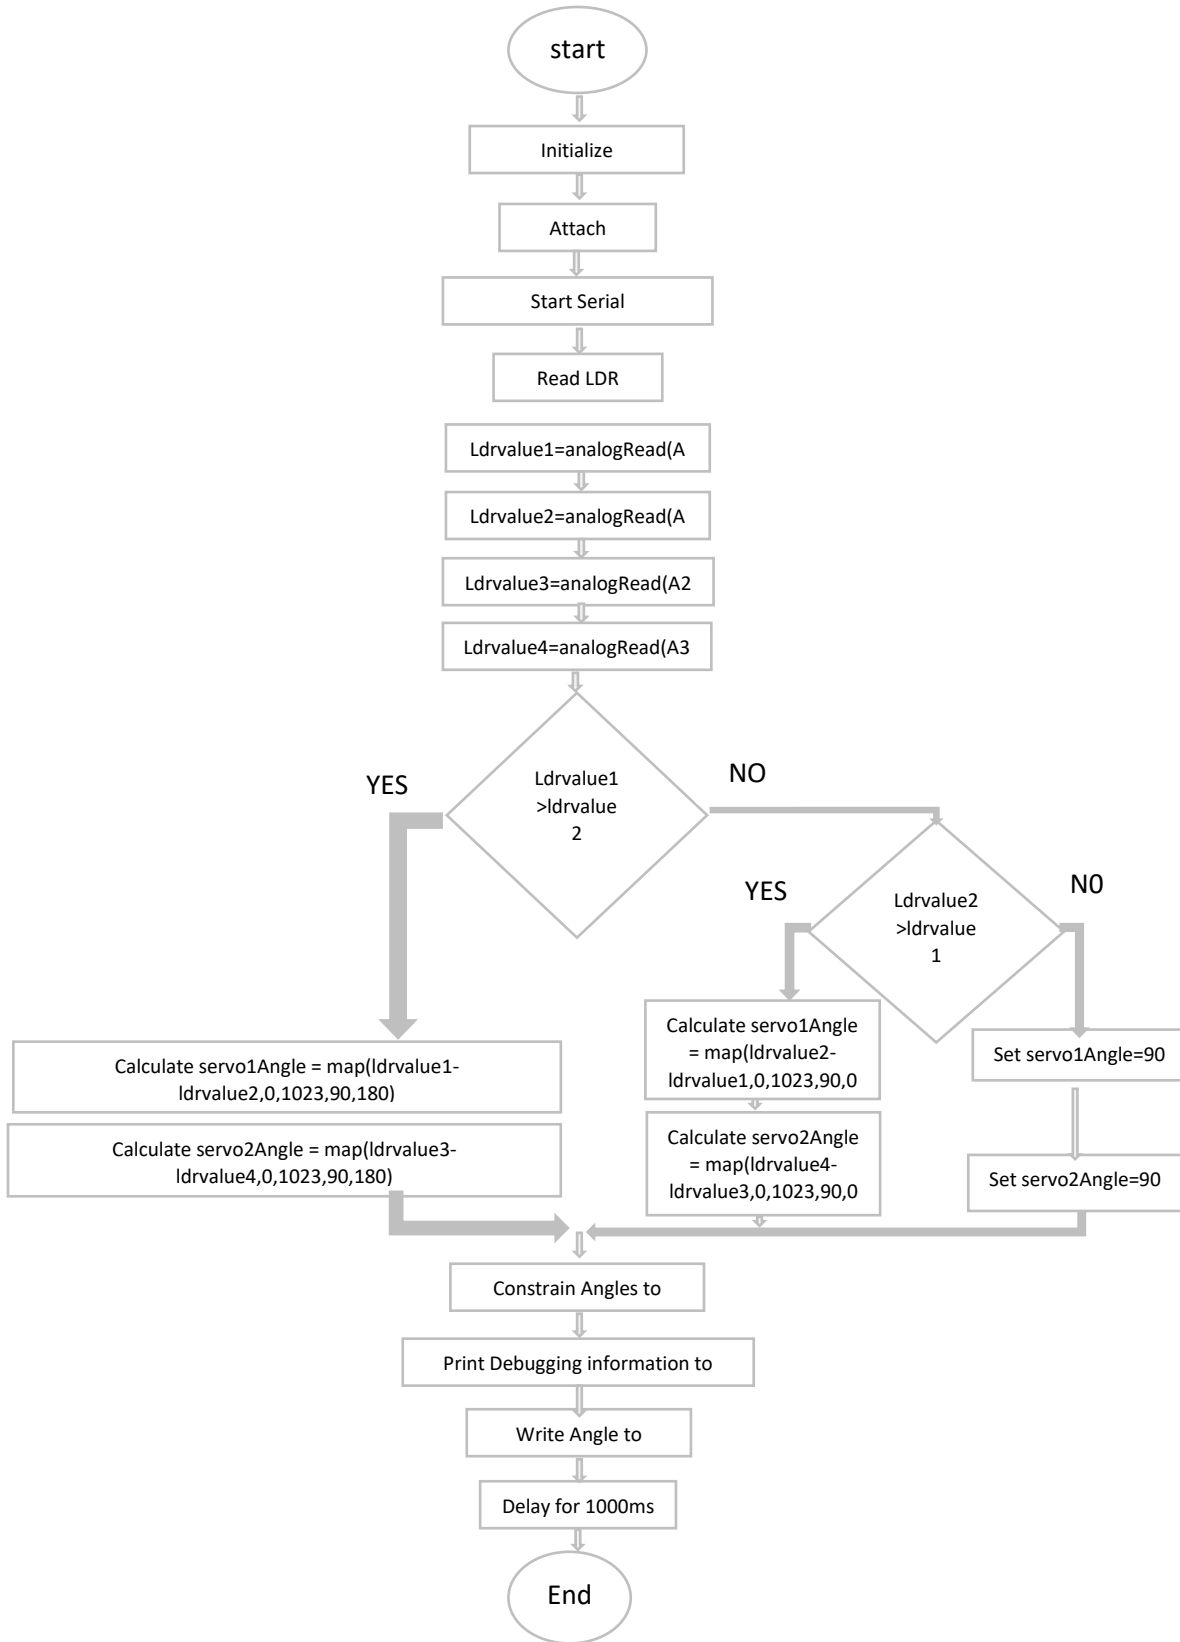 start
Initialize
Attach
Start Serial
Read LDR
Ldrvalue1=analogRead(A
Ldrvalue2=analogRead(A
Ldrvalue3=analogRead(A2
Ldrvalue4=analogRead(A3
YES
Ldrvalue1
>ldrvalue
2
NO
YES
Ldrvalue2
>ldrvalue
1
N0
Calculate servo1Angle = map(ldrvalue1-
ldrvalue2,0,1023,90,180)
Calculate servo2Angle = map(ldrvalue3-
ldrvalue4,0,1023,90,180)
Calculate servo1Angle
= map(ldrvalue2-
ldrvalue1,0,1023,90,0
Calculate servo2Angle
= map(ldrvalue4-
ldrvalue3,0,1023,90,0
Set servo1Angle=90
Set servo2Angle=90
Constrain Angles to
Print Debugging information to
Write Angle to
Delay for 1000ms
End